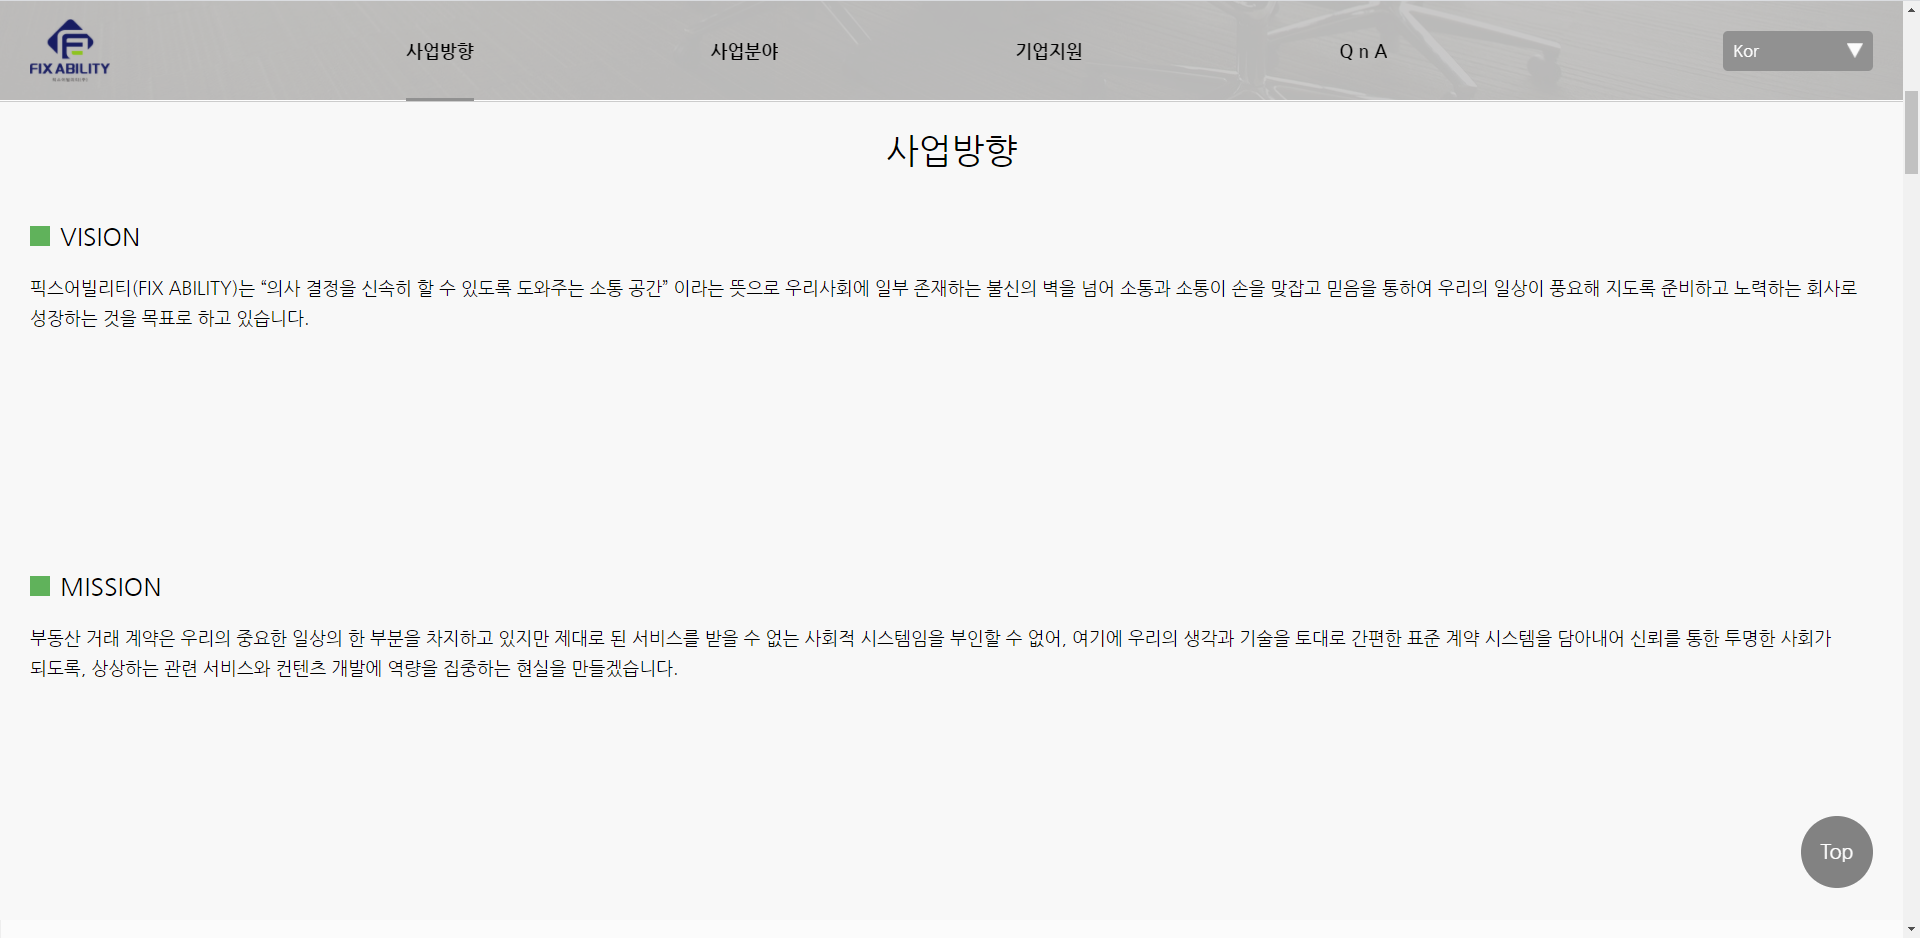 FIX ABILITY
사업방향
사업분야
기업지원
Q n A
Kor
사업방향
VISION
픽스어빌리티(FIX ABILITY)는 “의사 결정을 신속히 할 수 있도록 도와주는 소통 공간” 이라는 뜻으로 우리사회에 일부 존재하는 불신의 벽을 넘어 소통과 소통이 손을 맞잡고 믿음을 통하여 우리의 일상이 풍요해 지도록 준비하고 노력하는 회사로
성장하는 것을 목표로 하고 있습니다.
MISSION
부동산 거래 계약은 우리의 중요한 일상의 한 부분을 차지하고 있지만 제대로 된 서비스를 받을 수 없는 사회적 시스템임을 부인할 수 없어, 여기에 우리의 생각과 기술을 토대로 간편한 표준 계약 시스템을 담아내어 신뢰를 통한 투명한 사회가
되도록, 상상하는 관련 서비스와 컨텐츠 개발에 역량을 집중하는 현실을 만들겠습니다.
Top